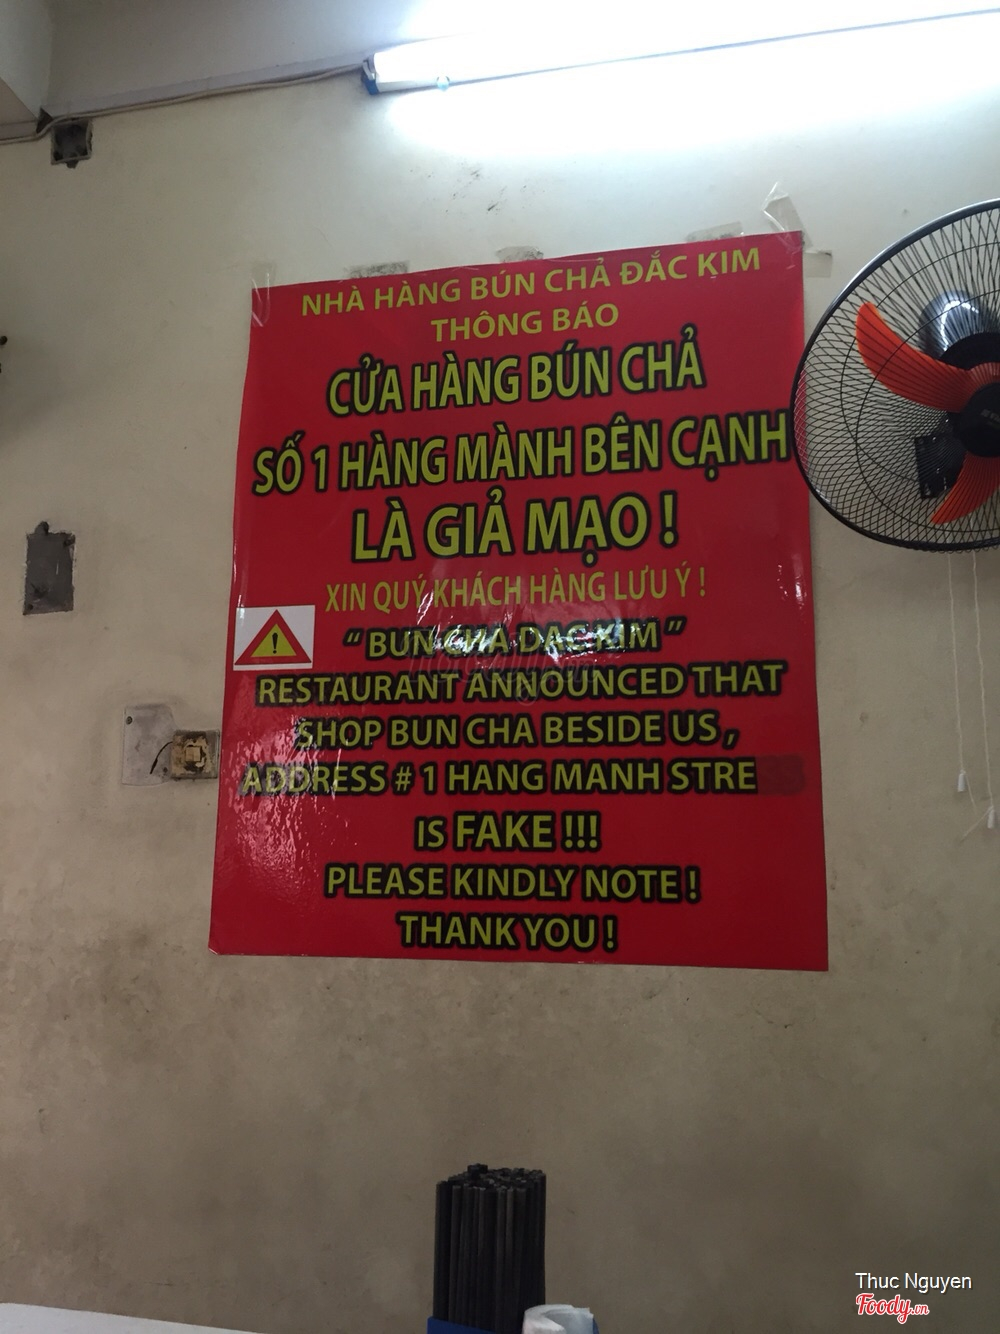 NHÀ HÀNG BÚN CHẢ ĐẮC KIM
THÔNG BÁO
CỬA HÀNG BÚN CHẢ
SỐ 1 HÀNG MÀNH BÊN CẠNH
LÀ GIẢ MẠO !
XIN QUÝ KHÁCH HÀNG LƯU Ý !
“ BUN CHA DAC KIM ”
RESTAURANT ANNOUNCED THAT
SHOP BUN CHA BESIDE US ,
ADDRESS # 1 HANG MANH STRE
IS FAKE !!!
PLEASE KINDLY NOTE !
THANK YOU !
Thuc Nguyen
Foody.vn